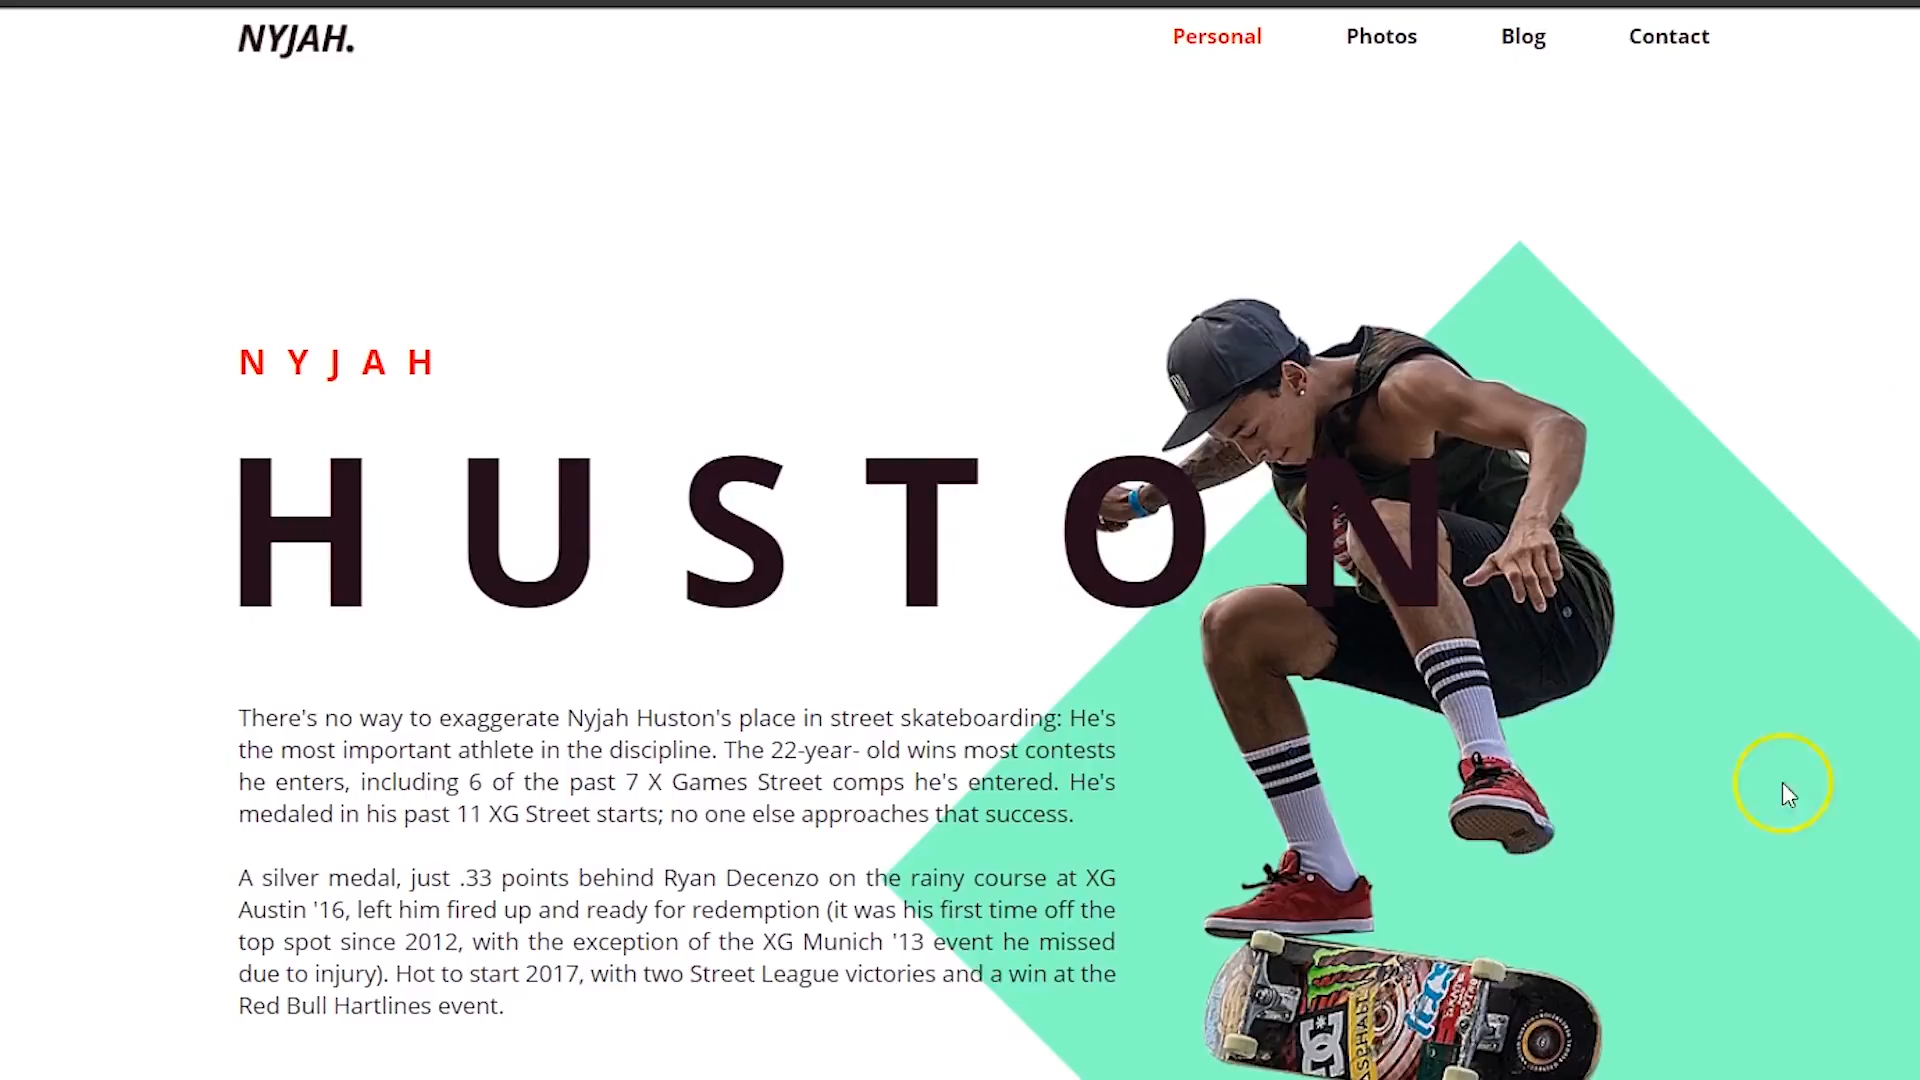 NYJAH.
Personal
Photos
Blog
Contact
NYJAH
HUSTON
There's no way to exaggerate Nyjah Huston's place in street skateboarding: He's
the most important athlete in the discipline. The 22-year- old wins most contests
he enters, including 6 of the past 7 X Games Street comps he's entered. He's
medaled in his past 11 XG Street starts; no one else approaches that success.
A silver medal, just .33 points behind Ryan Decenzo on the rainy course at XG
Austin '16, left him fired up and ready for redemption (it was his first time off the
top spot since 2012, with the exception of the XG Munich '13 event he missed
due to injury). Hot to start 2017, with two Street League victories and a win at the
Red Bull Hartlines event.
DC